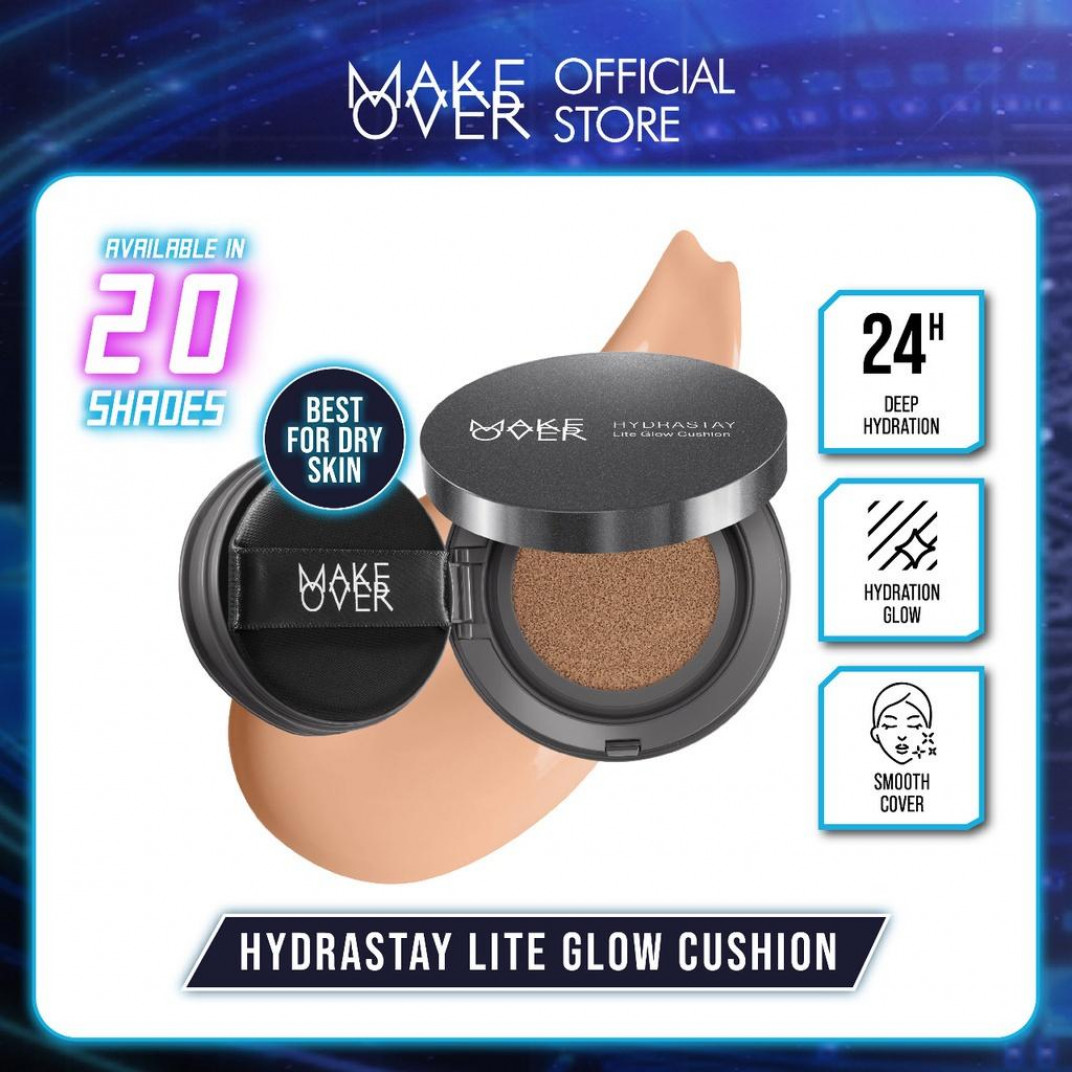 MAKE
OVER
OFFICIAL
STORE
AVAILABLE IN
20
SHADES
BEST
FOR DRY
SKIN
MAKE
OVER
HYDRASTAY
Lite Glow Cushion
MAKE
OVER
24H
DEEP
HYDRATION
HYDRATION
GLOW
SMOOTH
COVER
HYDRASTAY LITE GLOW CUSHION